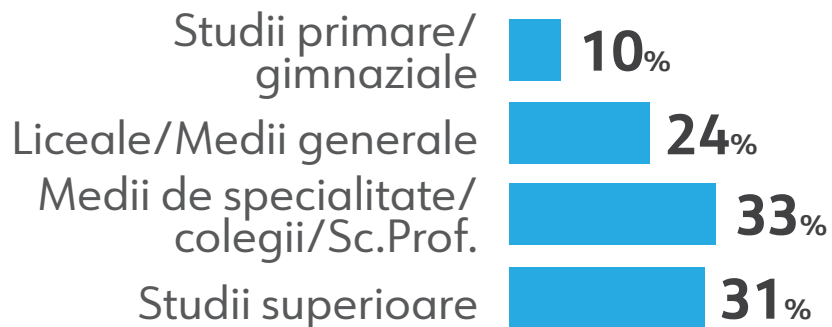 Studii primare/
gimnaziale
10%
Liceale/Medii generale
24%
Medii de specialitate/
colegii/Sc.Prof.
33%
Studii superioare
31%